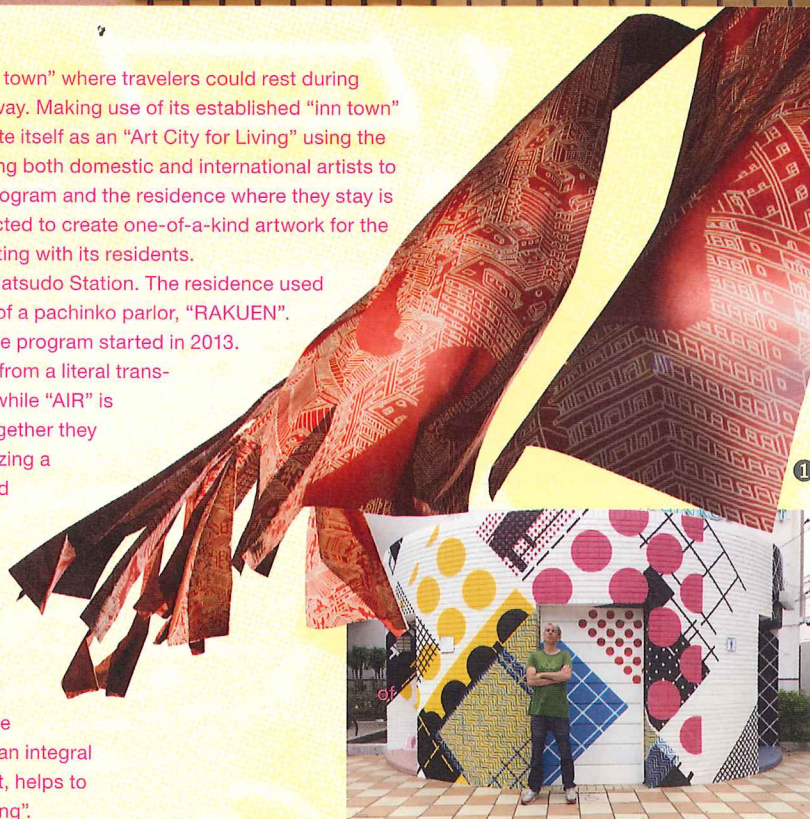 town” where travelers could rest during
way. Making use of its established “inn town”
te itself as an “Art City for Living” using the
ng both domestic and international artists to
ogram and the residence where they stay is
cted to create one-of-a-kind artwork for the
ting with its residents.
atsudo Station. The residence used
of a pachinko parlor, “RAKUEN”.
e program started in 2013.
from a literal trans-
while “AIR” is
gether they
zing a
d
of
e
an integral
t, helps to
ng”.
1